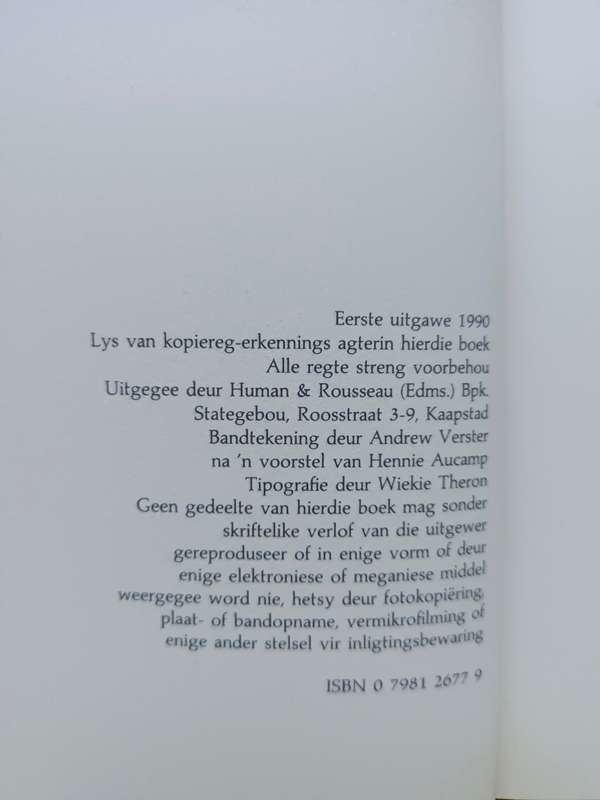 Eerste uitgawe 1990
Lys van kopiereg-erkennings agterin hierdie boek
Alle regte streng voorbehou
Uitgegee deur Human & Rousseau (Edms.) Bpk.
Stategebou, Roosstraat 3-9, Kaapstad
Bandtekening deur Andrew Verster
na 'n voorstel van Hennie Aucamp
Tipografie deur Wiekie Theron
Geen gedeelte van hierdie boek mag sonder
skriftelike verlof van die uitgewer
gereproduseer of in enige vorm of deur
enige elektroniese of meganiese middel
weergegee word nie, hetsy deur fotokopiëring,
plaat- of bandopname, vermikrofilming of
enige ander stelsel vir inligtingsbewaring
ISBN 0 7981 2677 9